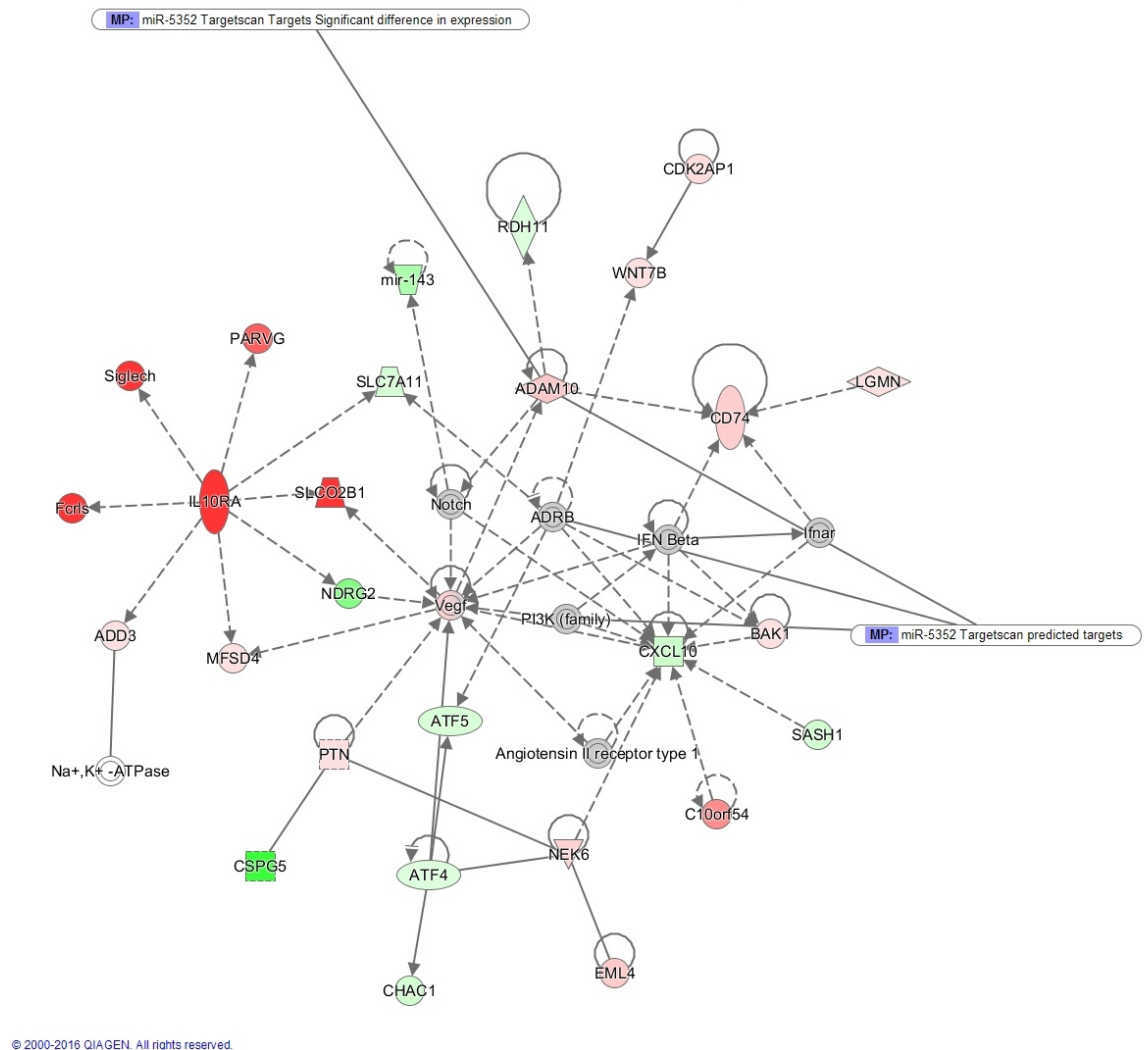 MP: miR-5352 Targetscan Targets Significant difference in expression
CDK2AP1
RDH11
WNT7B
mir-143
PARVG
Siglech
SLC7A11
ADAM10
LGMN
CD74
IL10RA
SLCO2B1
Fcrls
Notch
ADRB
IFN Beta
Ifnar
NDRG2
Vegf
PI3K (family)
ADD3
MFSD4
CXCL10
BAK1
MP: miR-5352 Targetscan predicted targets
ATF5
SASH1
PTN
Angiotensin II receptor type 1
Na+,K+ -ATPase
C10orf54
CSPG5
ATF4
NEK6
EML4
CHAC1
© 2000-2016 QIAGEN. All rights reserved.